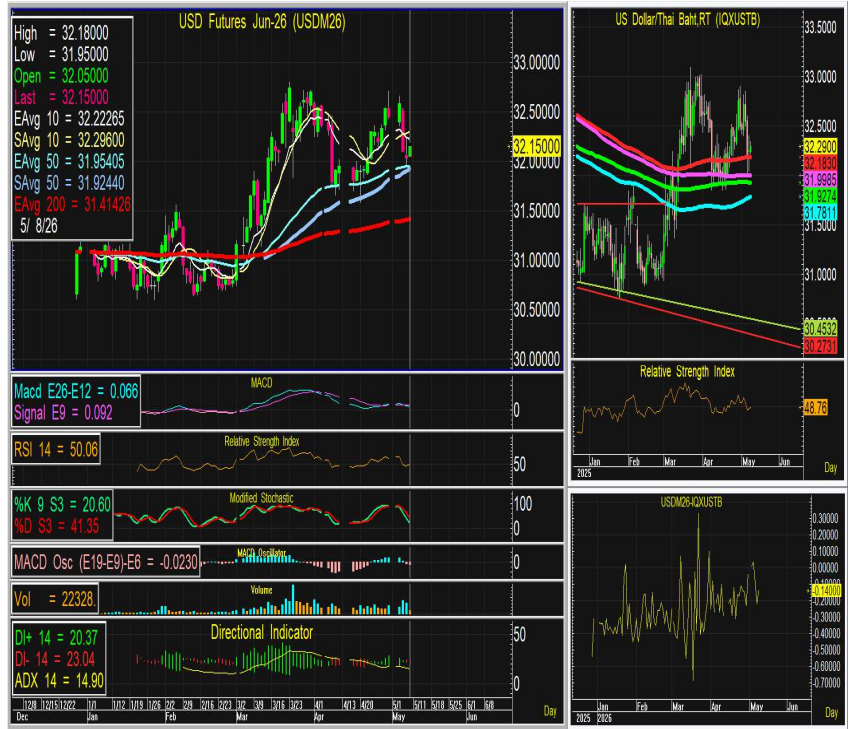 USD Futures Jun-26 (USDM26)
High = 32.18000
Low = 31.95000
Open = 32.05000
Last = 32.15000
EAvg 10 = 32.22265
SAvg 10 = 32.29600
EAvg 50 = 31.95405
SAvg 50 = 31.92440
EAvg 200 = 31.41426
5/ 8/26
33.00000
32.50000
32.15000
32.00000
31.50000
31.00000
30.50000
30.00000
MACD
Macd E26-E12 = 0.066
Signal E9 = 0.092
0
Relative Strength Index
RSI 14 = 50.06
50
Modified Stochastic
%K 9 S3 = 20.60
%D S3 = 41.35
100
0
MACD Oscillator
MACD Osc (E19-E9)-E6 = -0.0230
0
Volume
Vol = 22328.
Directional Indicator
DI+ 14 = 20.37
DI- 14 = 23.04
ADX 14 = 14.90
50
0
12/8 12/15 12/22 1/1 1/12 1/19 1/26 2/2 2/9 2/16 2/23 3/2 3/9 3/16 3/23 4/1 4/13 4/20 5/1 5/11 5/18 5/25 6/1 6/8
Dec Jan Feb Mar Apr May Jun
Day
US Dollar/Thai Baht,RT (IQXUSTB)
33.5000
33.0000
32.5000
32.2900
32.1830
31.9985
31.9274
31.7811
31.5000
31.0000
30.4532
30.2731
Relative Strength Index
48.76
Jan Feb Mar Apr May Jun
2025
Day
USDM26-IQXUSTB
0.30000
0.20000
0.10000
0.00000
-0.14000
-0.20000
-0.30000
-0.40000
-0.50000
-0.60000
-0.70000
Jan Feb Mar Apr May Jun
2025 2026
Day